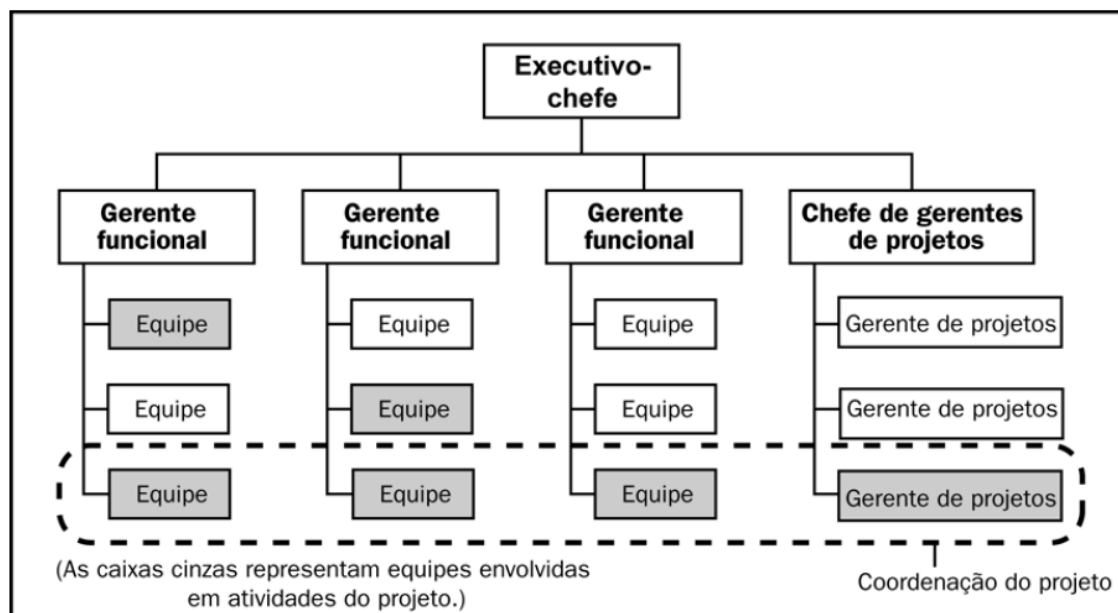 Executivo-
chefe
Gerente
funcional
Gerente
funcional
Gerente
funcional
Chefe de gerentes
de projetos
Equipe
Equipe
Equipe
Gerente de projetos
Equipe
Equipe
Equipe
Gerente de projetos
Equipe
Equipe
Equipe
Gerente de projetos
(As caixas cinzas representam equipes envolvidas
em atividades do projeto.)
Coordenação do projeto